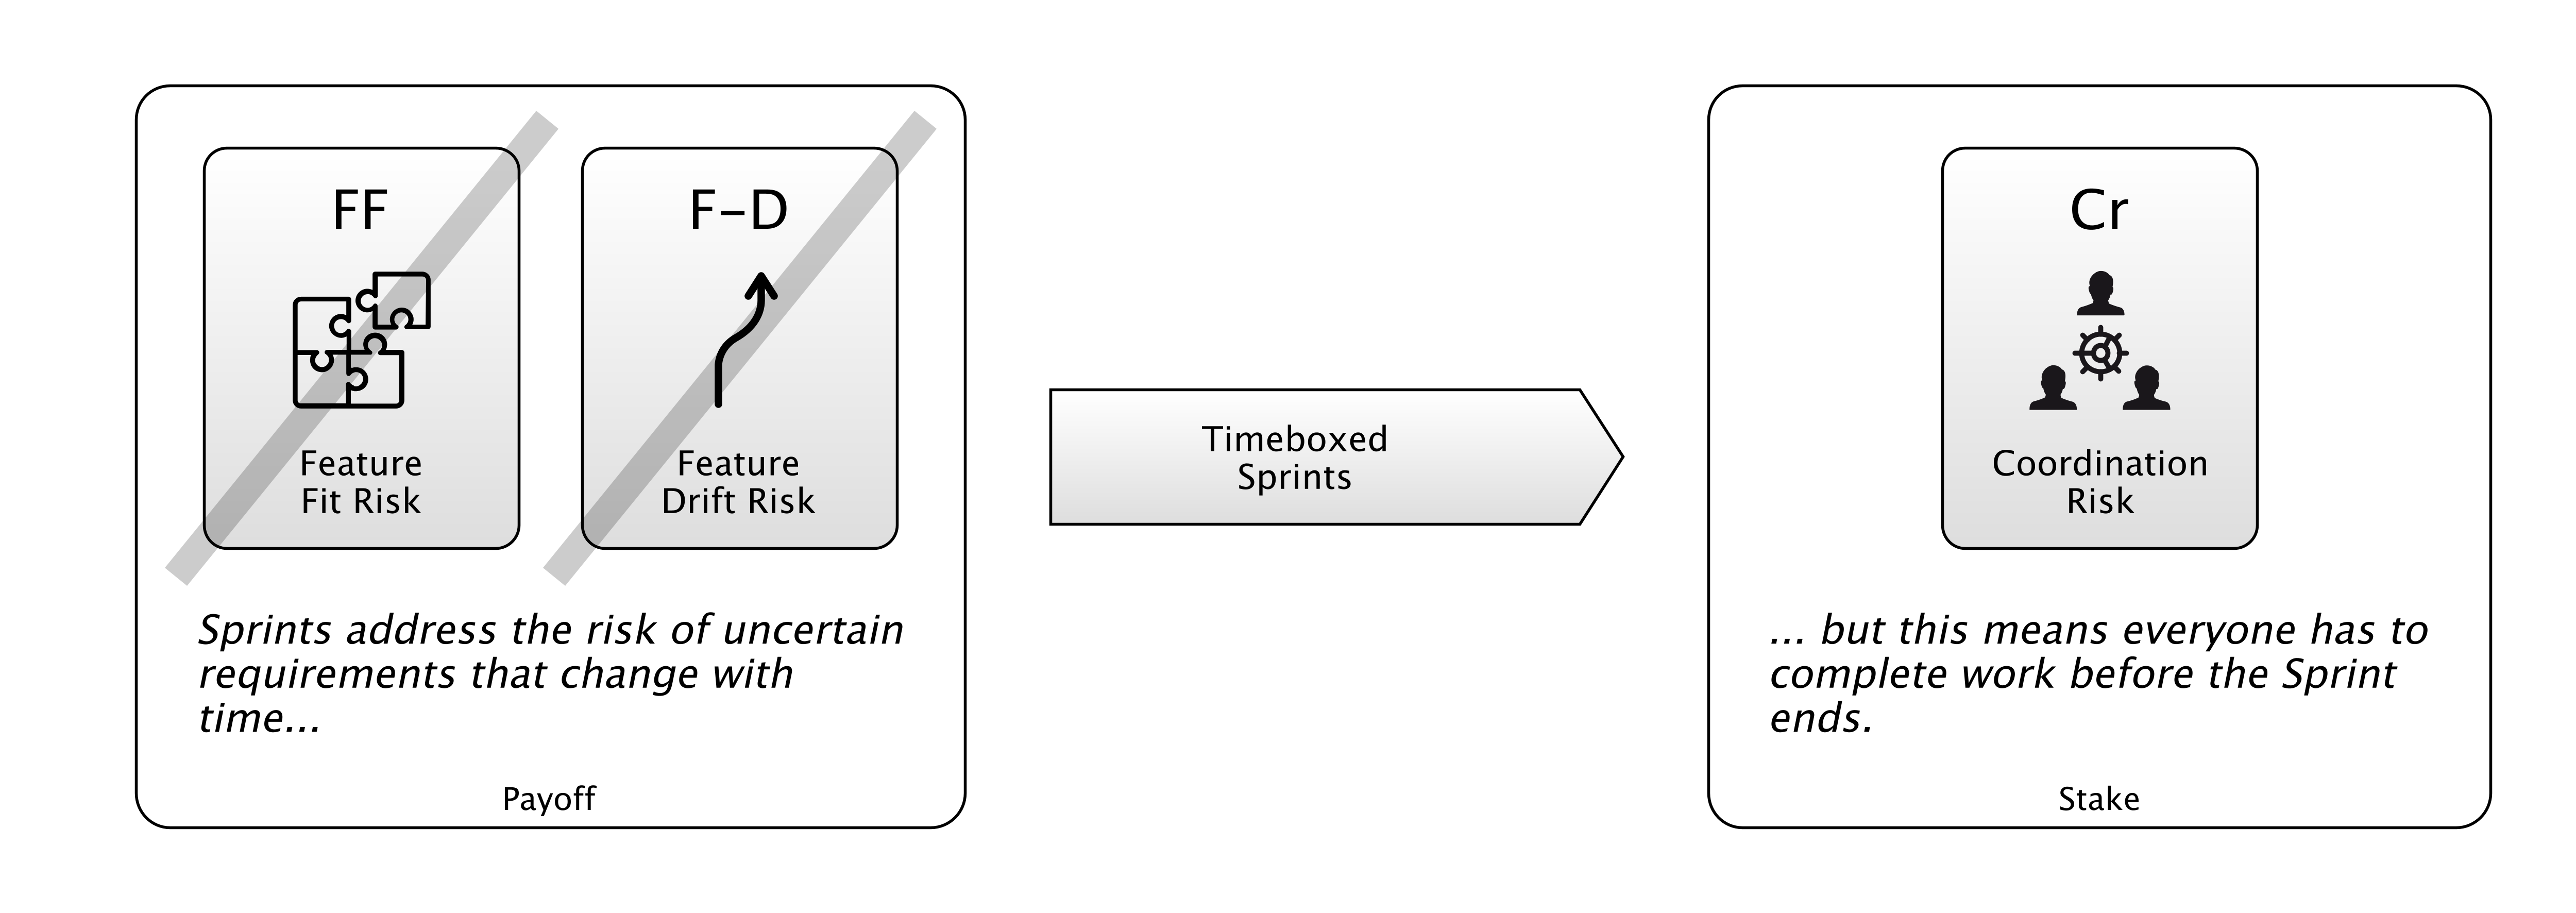 FF
Feature
Fit Risk
F–D
Feature
Drift Risk
Sprints address the risk of uncertain
requirements that change with
time...
Payoff
Timeboxed
Sprints
Cr
Coordination
Risk
... but this means everyone has to
complete work before the Sprint
ends.
Stake